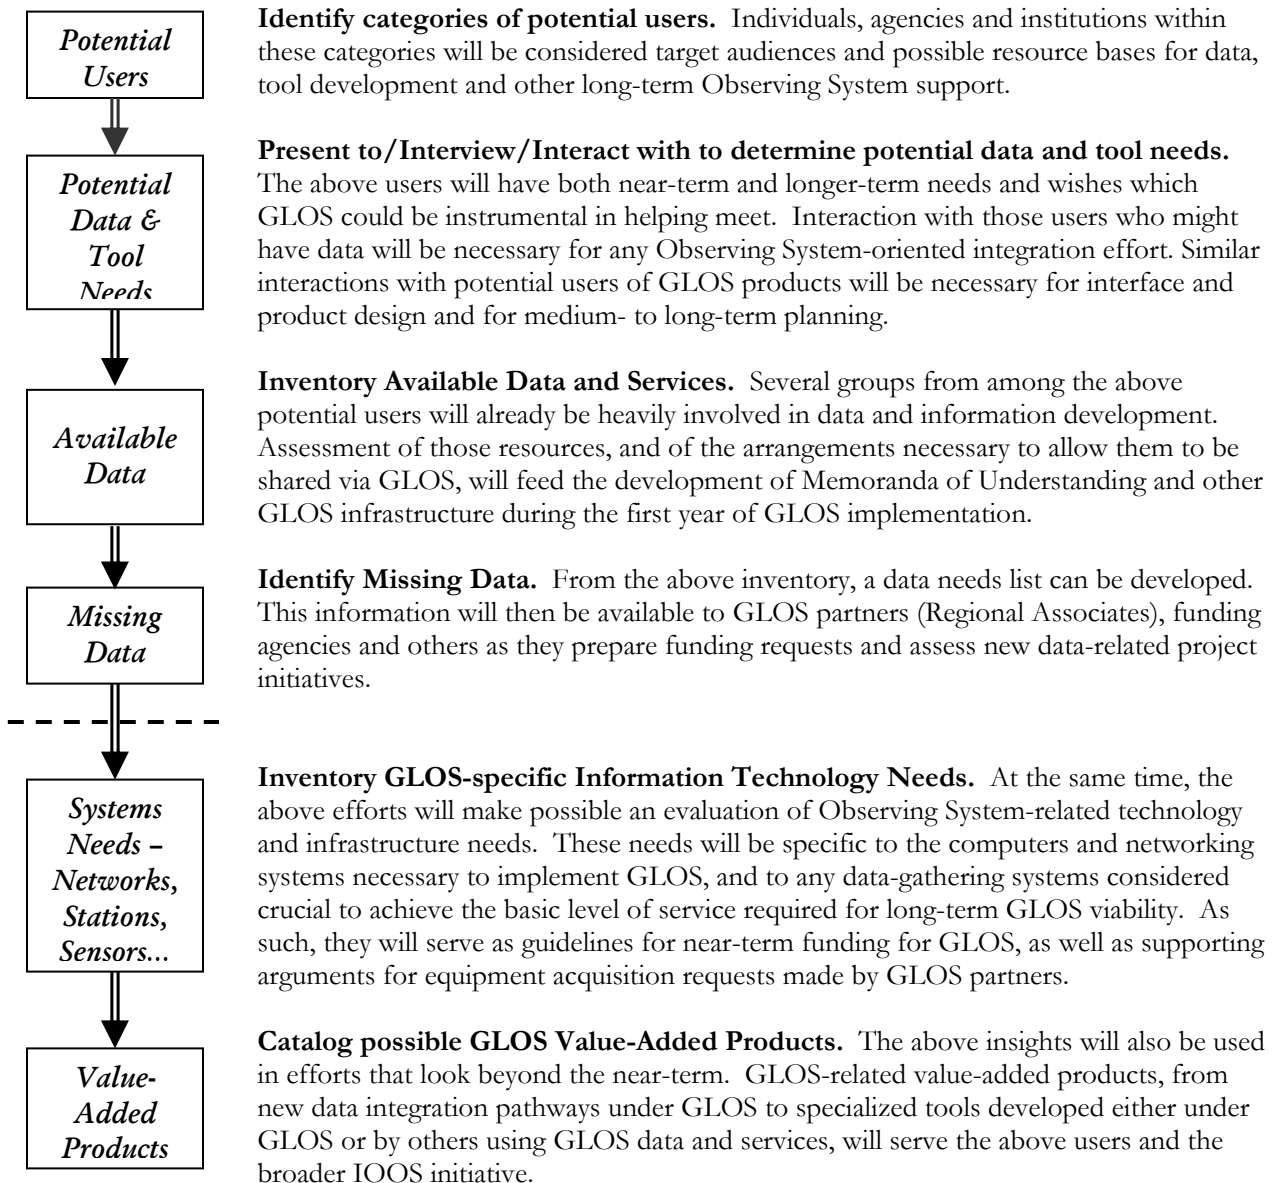 Potential
Users
Identify categories of potential users. Individuals, agencies and institutions within
these categories will be considered target audiences and possible resource bases for data,
tool development and other long-term Observing System support.
Potential
Data &
Tool
Needs
Present to/Interview/Interact with to determine potential data and tool needs.
The above users will have both near-term and longer-term needs and wishes which
GLOS could be instrumental in helping meet. Interaction with those users who might
have data will be necessary for any Observing System-oriented integration effort. Similar
interactions with potential users of GLOS products will be necessary for interface and
product design and for medium- to long-term planning.
Available
Data
Inventory Available Data and Services. Several groups from among the above
potential users will already be heavily involved in data and information development.
Assessment of those resources, and of the arrangements necessary to allow them to be
shared via GLOS, will feed the development of Memoranda of Understanding and other
GLOS infrastructure during the first year of GLOS implementation.
Missing
Data
Identify Missing Data. From the above inventory, a data needs list can be developed.
This information will then be available to GLOS partners (Regional Associates), funding
agencies and others as they prepare funding requests and assess new data-related project
initiatives.
Systems
Needs –
Networks,
Stations,
Sensors...
Inventory GLOS-specific Information Technology Needs. At the same time, the
above efforts will make possible an evaluation of Observing System-related technology
and infrastructure needs. These needs will be specific to the computers and networking
systems necessary to implement GLOS, and to any data-gathering systems considered
crucial to achieve the basic level of service required for long-term GLOS viability. As
such, they will serve as guidelines for near-term funding for GLOS, as well as supporting
arguments for equipment acquisition requests made by GLOS partners.
Value-
Added
Products
Catalog possible GLOS Value-Added Products. The above insights will also be used
in efforts that look beyond the near-term. GLOS-related value-added products, from
new data integration pathways under GLOS to specialized tools developed either under
GLOS or by others using GLOS data and services, will serve the above users and the
broader IOOS initiative.